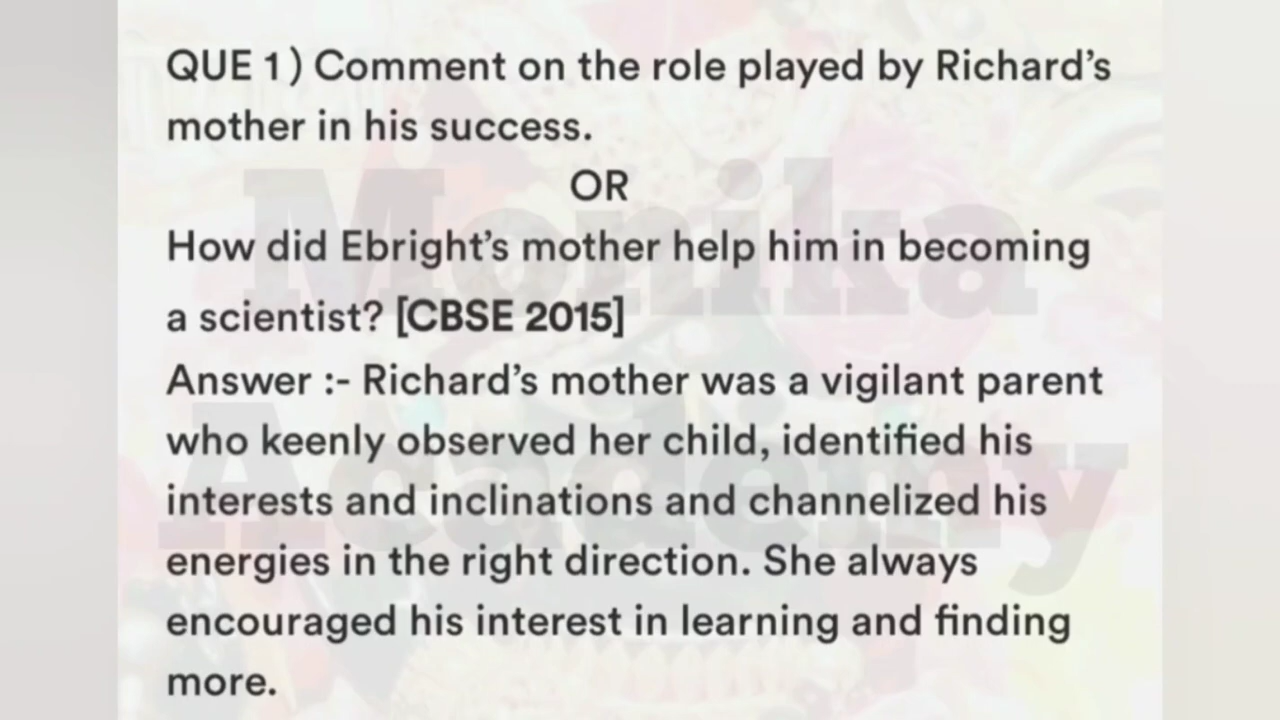 QUE 1 ) Comment on the role played by Richard's
mother in his success.
OR
How did Ebright's mother help him in becoming
a scientist? [CBSE 2015]
Answer :- Richard's mother was a vigilant parent
who keenly observed her child, identified his
interests and inclinations and channelized his
energies in the right direction. She always
encouraged his interest in learning and finding
more.
Monika
Academy